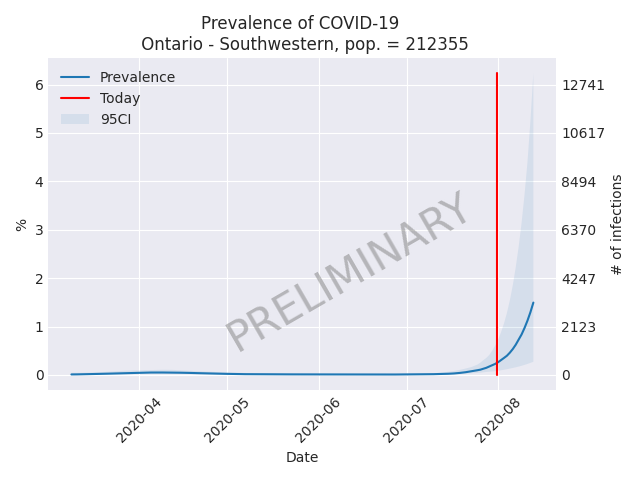 Prevalence of COVID-19
Ontario - Southwestern, pop. = 212355
Prevalence
Today
95CI
6
5
4
3
2
1
0
%
12741
10617
8494
6370
4247
2123
0
# of infections
PRELIMINARY
2020-04
2020-05
2020-06
2020-07
2020-08
Date